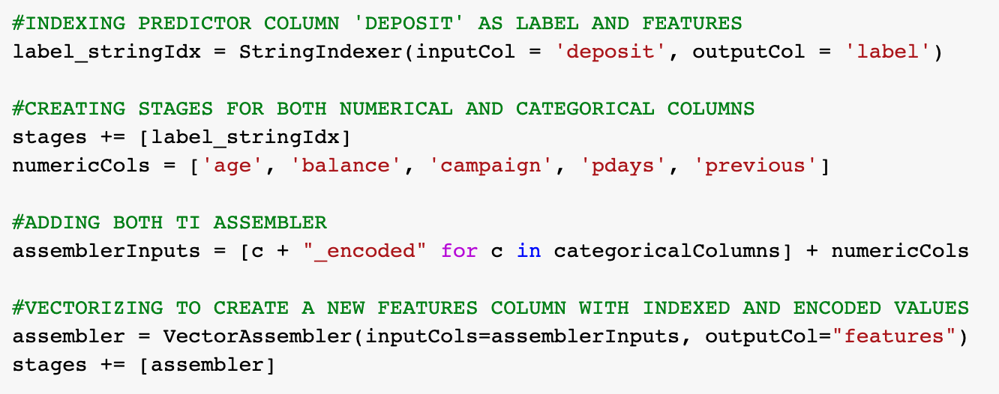 #INDEXING PREDICTOR COLUMN 'DEPOSIT' AS LABEL AND FEATURES
label_stringIdx = StringIndexer(inputCol = 'deposit', outputCol = 'label')
#CREATING STAGES FOR BOTH NUMERICAL AND CATEGORICAL COLUMNS
stages += [label_stringIdx]
numericCols = ['age', 'balance', 'campaign', 'pdays', 'previous']
#ADDING BOTH TI ASSEMBLER
assemblerInputs = [c + "_encoded" for c in categoricalColumns] + numericCols
#VECTORIZING TO CREATE A NEW FEATURES COLUMN WITH INDEXED AND ENCODED VALUES
assembler = VectorAssembler(inputCols=assemblerInputs, outputCol="features")
stages += [assembler]